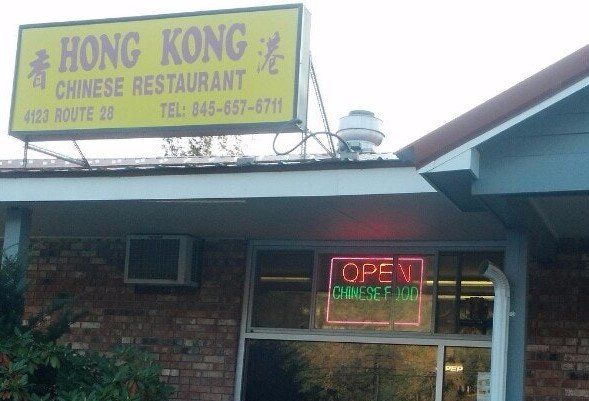 香 HONG KONG 港
CHINESE RESTAURANT
4123 ROUTE 28 TEL: 845-657-6711
OPEN
CHINESE FOOD